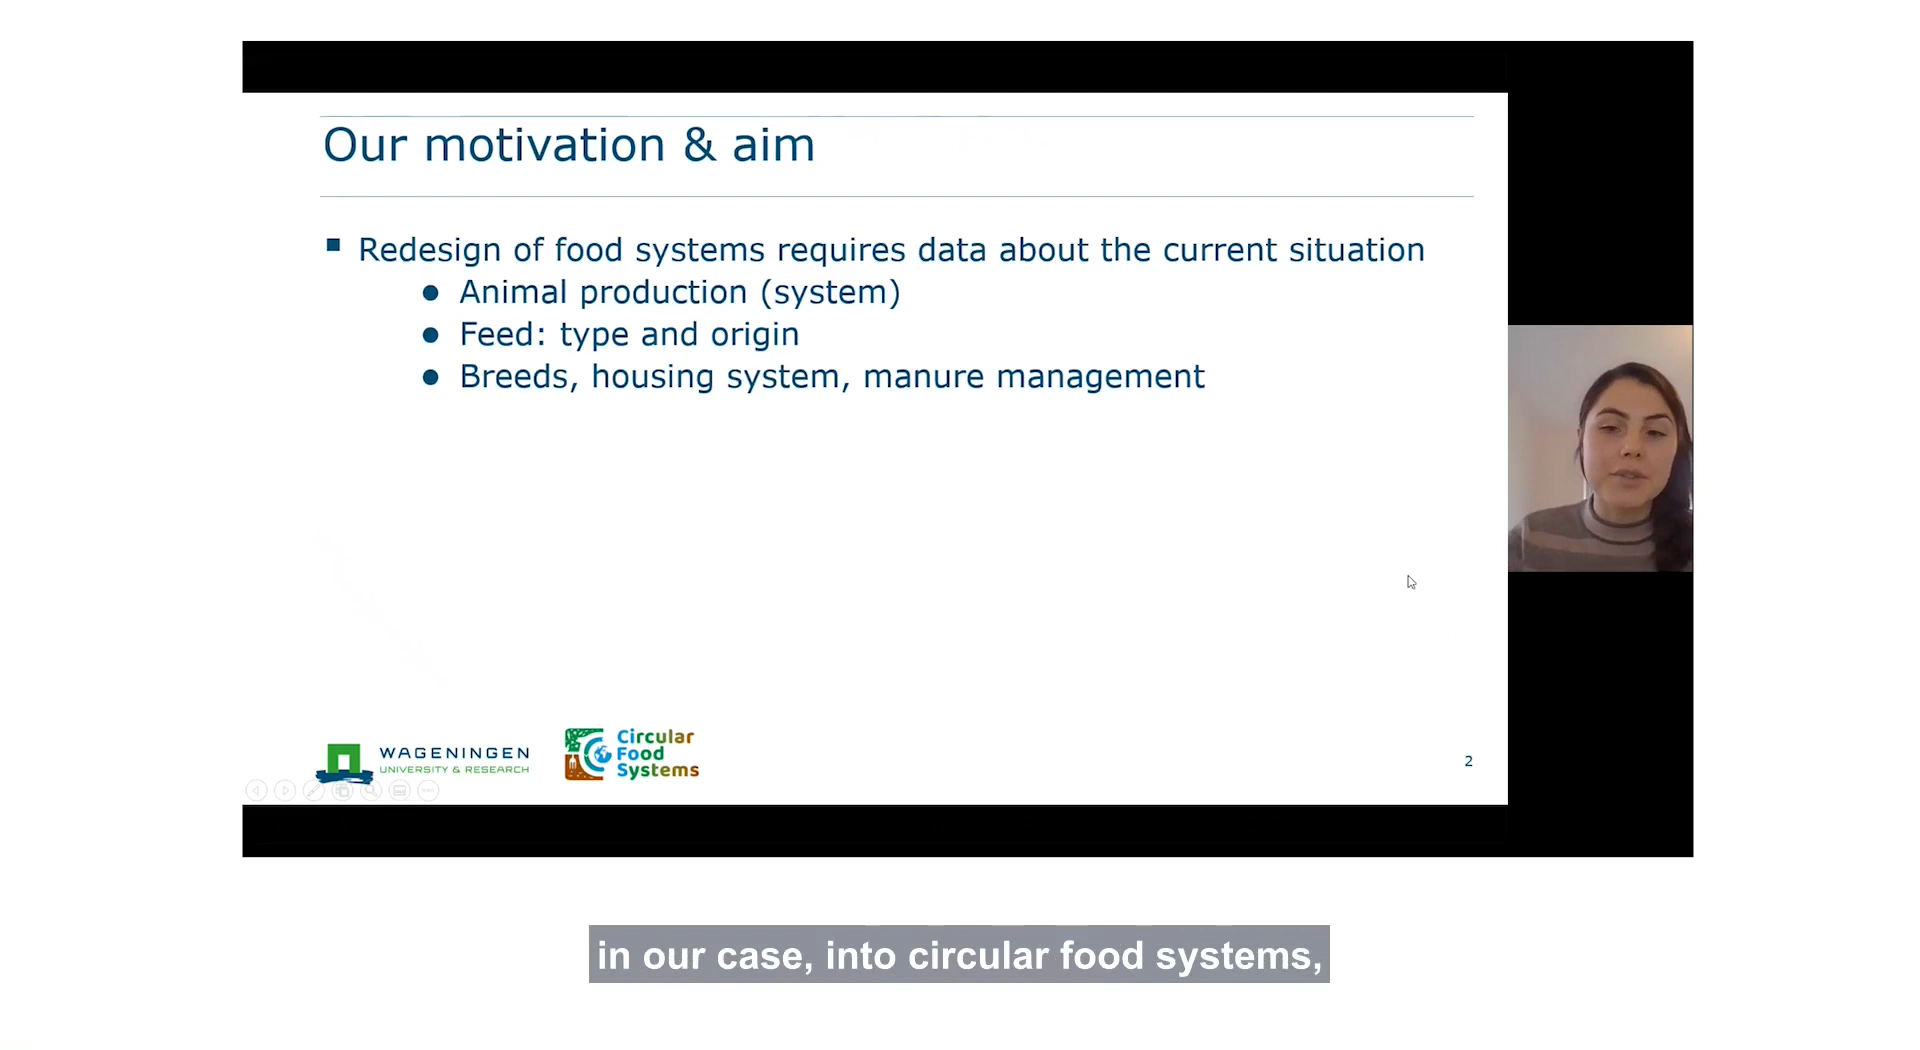 Our motivation & aim
Redesign of food systems requires data about the current situation
Animal production (system)
Feed: type and origin
Breeds, housing system, manure management
WAGENINGEN
UNIVERSITY & RESEARCH
Circular
Food
Systems
2
in our case, into circular food systems,